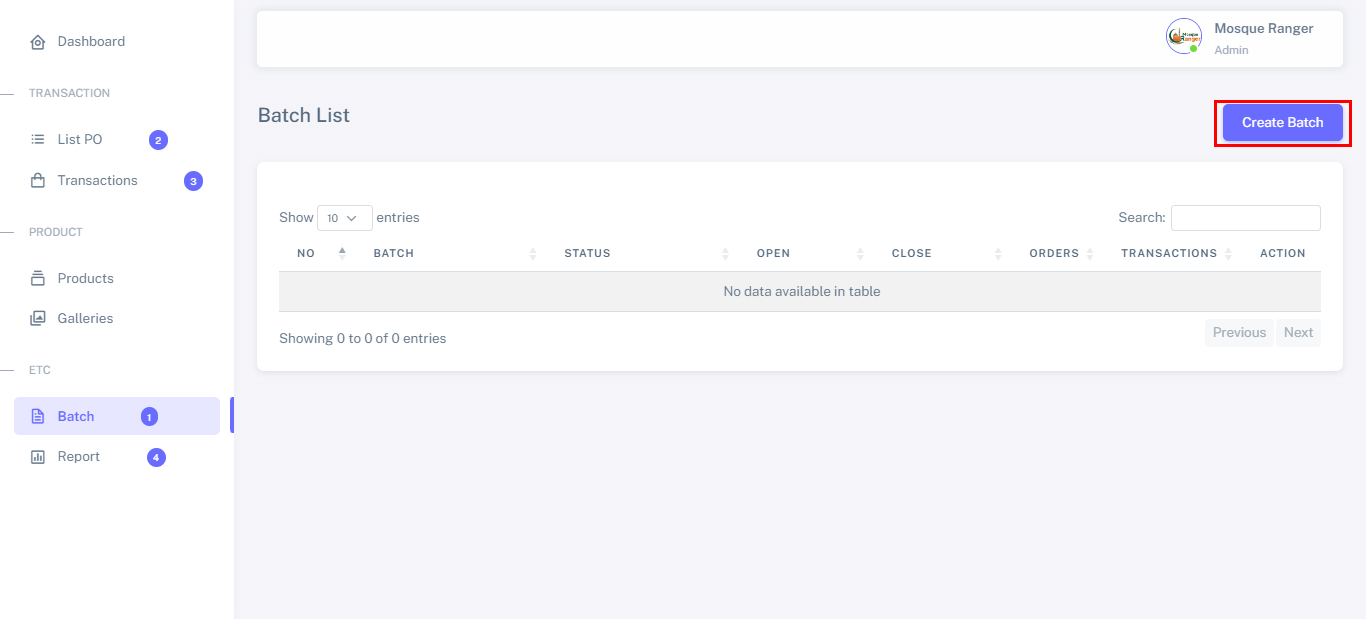 Dashboard
TRANSACTION
List PO 2
Transactions 3
PRODUCT
Products
Galleries
ETC
Batch 1
Report 4
Mosque
Ranger
Mosque Ranger
Admin
Batch List
Create Batch
Show 10 entries
Search:
NO BATCH STATUS OPEN CLOSE ORDERS TRANSACTIONS ACTION
No data available in table
Showing 0 to 0 of 0 entries
Previous Next